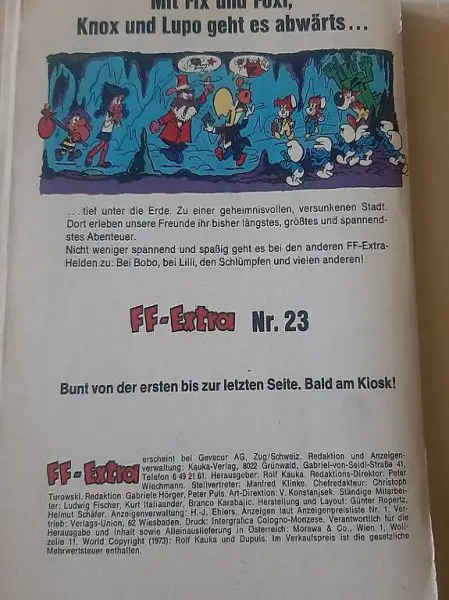 Mit Fix und Foxi,
Knox und Lupo geht es abwärts...
...tief unter die Erde. Zu einer geheimnisvollen, versunkenen Stadt.
Dort erleben unsere Freunde ihr bisher längstes, größtes und spannend-
stes Abenteuer.
Nicht weniger spannend und spaßig geht es bei den anderen FF-Extra-
Helden zu: Bei Bobo, bei Lilli, den Schlümpfen und vielen anderen!
FF-Extra Nr. 23
Bunt von der ersten bis zur letzten Seite. Bald am Kiosk!
FF-Extra
erscheint bei Gevacur AG, Zug/Schweiz. Redaktion und Anzeigen-
verwaltung: Kauka-Verlag, 8022 Grünwald, Gabriel-von-Seidl-Straße 41,
Telefon 6 49 21 61. Herausgeber: Rolf Kauka. Redaktions-Direktor: Peter
Wiechmann. Stellvertreter: Manfred Klinke. Chefredakteur: Christoph
Turowski. Redaktion: Gabriele Hörger, Peter Puls. Art-Direktion: V. Konstanjsek. Ständige Mitarbei-
ter: Ludwig Fischer, Kurt Italiaander, Branco Karabajic. Herstellung und Layout: Günter Ropertz,
Helmut Schäfer. Anzeigenverwaltung: H.-J. Ehlers. Anzeigen laut Anzeigenpreisliste Nr. 1. Ver-
trieb: Verlags-Union, 62 Wiesbaden. Druck: Intergrafica Cologno-Monzese. Verantwortlich für die
Herausgabe und Inhalt sowie Alleinauslieferung in Österreich: Morawa & Co., Wien 1, Woll-
zeile 11. World Copyright (1973): Rolf Kauka und Dupuis. Im Verkaufspreis ist die gesetzliche
Mehrwertsteuer enthalten.